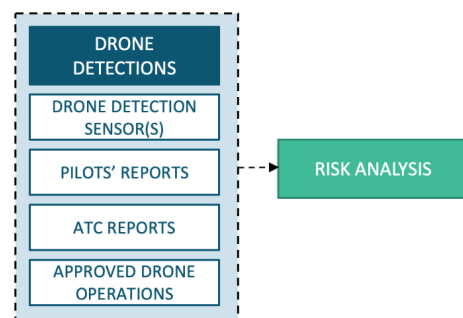 DRONE
DETECTIONS
DRONE DETECTION
SENSOR(S)
PILOTS' REPORTS
ATC REPORTS
APPROVED DRONE
OPERATIONS
RISK ANALYSIS